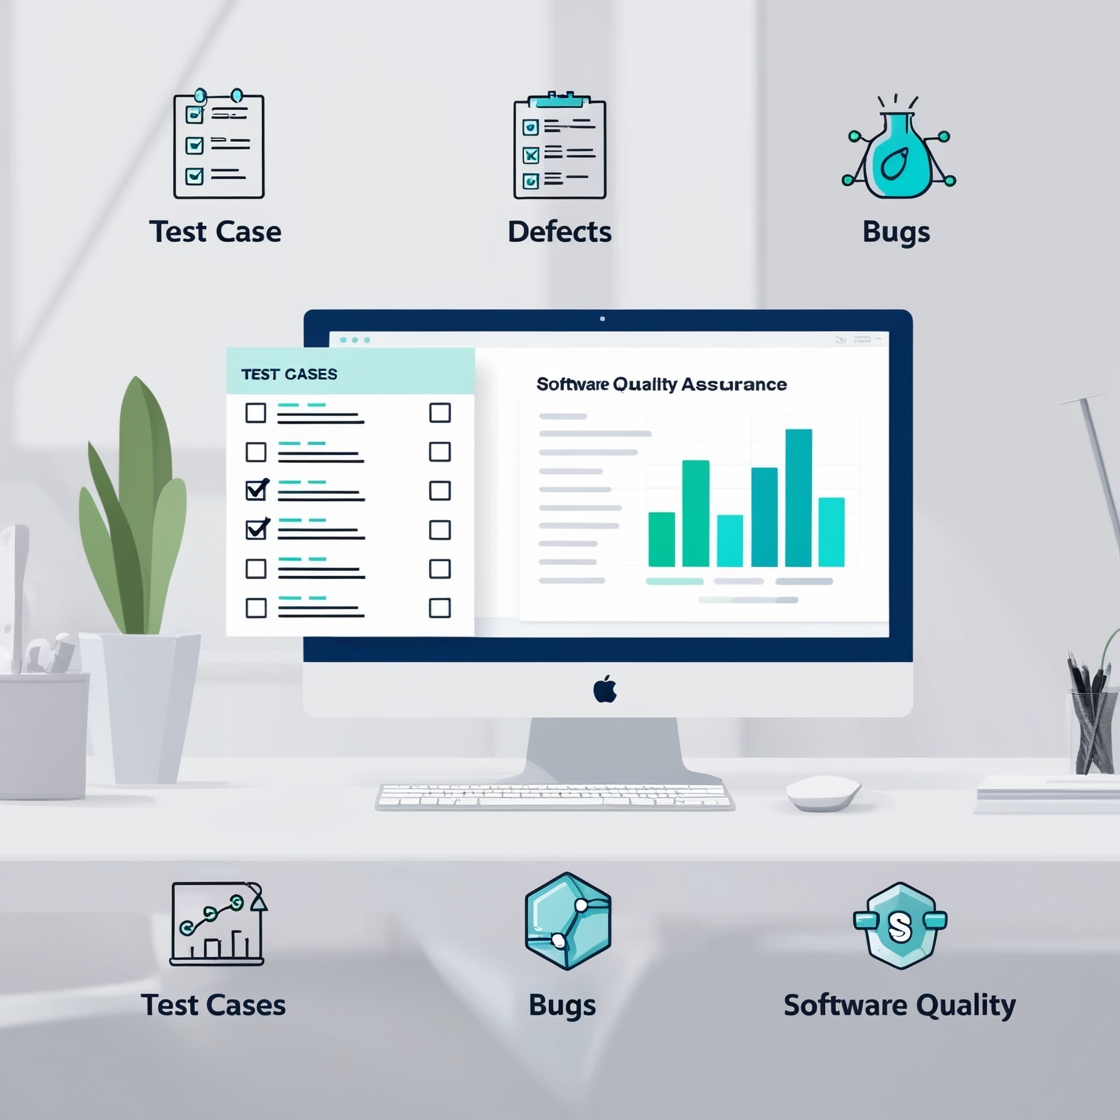 Test Case
Defects
Bugs
TEST CASES
Software Quality Assurance
S
Test Cases
Bugs
Software Quality